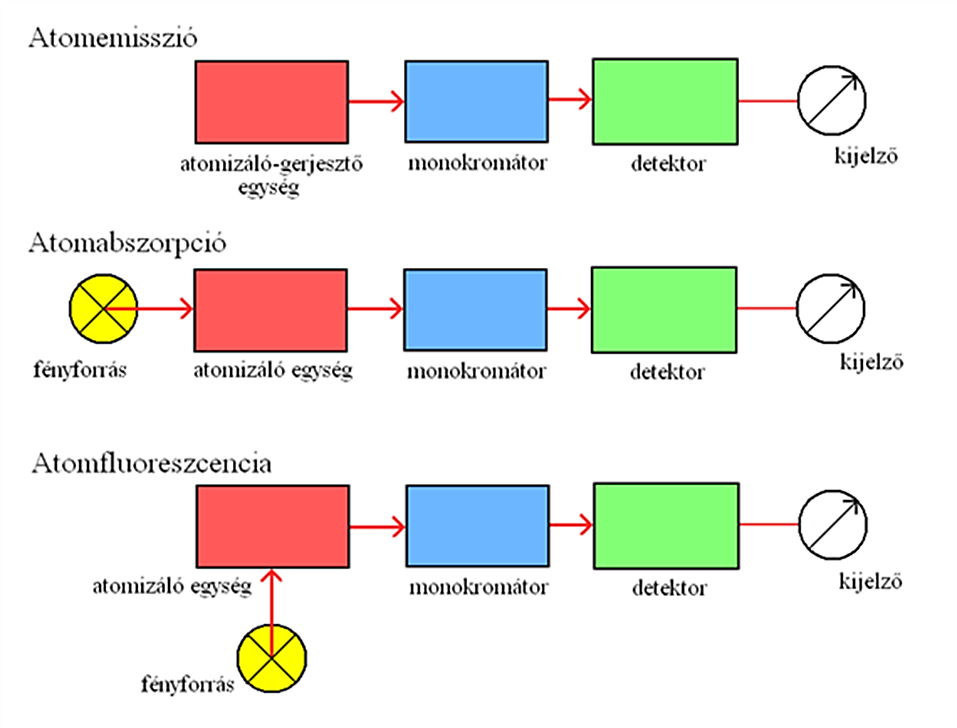 Atomemisszió
atomizáló-gerjesztő
egység
monokromátor
detektor
kijelző
Atomabszorpció
fényforrás
atomizáló egység
monokromátor
detektor
kijelző
Atomfluoreszcencia
atomizáló egység
monokromátor
detektor
kijelző
fényforrás